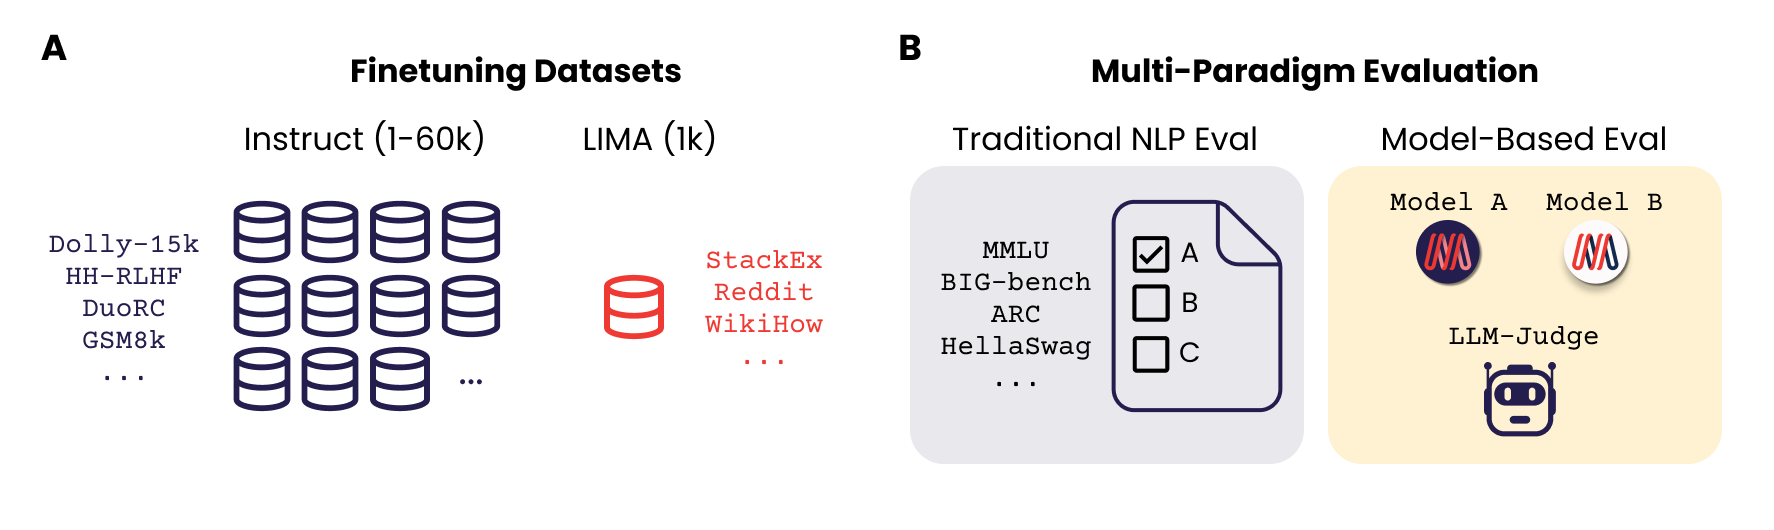 A
Finetuning Datasets
Instruct (1-60k)
LIMA (1k)
Dolly-15k
HH-RLHF
DuoRC
GSM8k
...
...
StackEx
Reddit
WikiHow
...
B
Multi-Paradigm Evaluation
Traditional NLP Eval
MMLU
BIG-bench
ARC
HellaSwag
...
A
B
C
Model-Based Eval
Model A
Model B
LLM-Judge